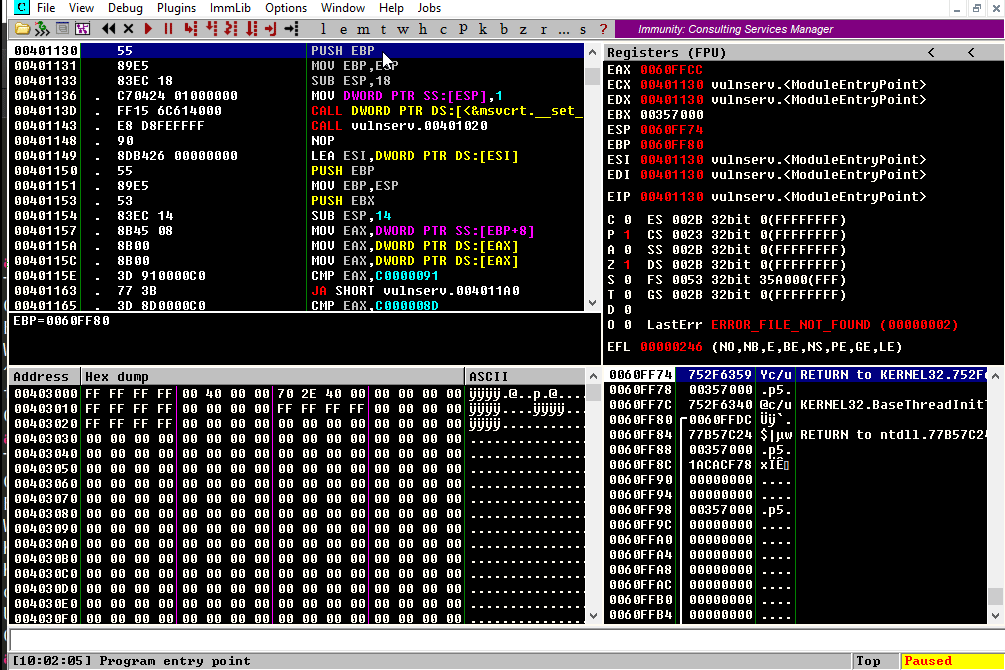 C File View Debug Plugins ImmLib Options Window Help Jobs
l e m t w h c P k b z r ... s ?
Immunity: Consulting Services Manager
00401130 55 PUSH EBP
00401131 89E5 MOV EBP,ESP
00401133 83EC 18 SUB ESP,18
00401136 . C70424 01000000 MOV DWORD PTR SS:[ESP],1
0040113D . FF15 6C614000 CALL DWORD PTR DS:[<&msvcrt.__set_
00401143 . E8 D8FEFFFF CALL vulnserv.00401020
00401148 . 90 NOP
00401149 . 8DB426 00000000 LEA ESI,DWORD PTR DS:[ESI]
00401150 . 55 PUSH EBP
00401151 . 89E5 MOV EBP,ESP
00401153 . 53 PUSH EBX
00401154 . 83EC 14 SUB ESP,14
00401157 . 8B45 08 MOV EAX,DWORD PTR SS:[EBP+8]
0040115A . 8B00 MOV EAX,DWORD PTR DS:[EAX]
0040115C . 8B00 MOV EAX,DWORD PTR DS:[EAX]
0040115E . 3D 910000C0 CMP EAX,C0000091
00401163 . 77 3B JA SHORT vulnserv.004011A0
00401165 . 3D 8D0000C0 CMP EAX,C000008D
EBP=0060FF80
Registers (FPU) < <
EAX 0060FFCC
ECX 00401130 vulnserv.<ModuleEntryPoint>
EDX 00401130 vulnserv.<ModuleEntryPoint>
EBX 00357000
ESP 0060FF74
EBP 0060FF80
ESI 00401130 vulnserv.<ModuleEntryPoint>
EDI 00401130 vulnserv.<ModuleEntryPoint>
EIP 00401130 vulnserv.<ModuleEntryPoint>
C 0 ES 002B 32bit 0(FFFFFFFF)
P 1 CS 0023 32bit 0(FFFFFFFF)
A 0 SS 002B 32bit 0(FFFFFFFF)
Z 1 DS 002B 32bit 0(FFFFFFFF)
S 0 FS 0053 32bit 35A000(FFF)
T 0 GS 002B 32bit 0(FFFFFFFF)
D 0
O 0 LastErr ERROR_FILE_NOT_FOUND (00000002)
EFL 00000246 (NO,NB,E,BE,NS,PE,GE,LE)
Address Hex dump ASCII
00403000 FF FF FF FF 00 40 00 00 70 2E 40 00 00 00 00 00 ÿÿÿÿ.@..p.@.....
00403010 FF FF FF FF 00 00 00 00 FF FF FF FF 00 00 00 00 ÿÿÿÿ....ÿÿÿÿ....
00403020 FF FF FF FF 00 00 00 00 00 00 00 00 00 00 00 00 ÿÿÿÿ............
00403030 00 00 00 00 00 00 00 00 00 00 00 00 00 00 00 00 ................
00403040 00 00 00 00 00 00 00 00 00 00 00 00 00 00 00 00 ................
00403050 00 00 00 00 00 00 00 00 00 00 00 00 00 00 00 00 ................
00403060 00 00 00 00 00 00 00 00 00 00 00 00 00 00 00 00 ................
00403070 00 00 00 00 00 00 00 00 00 00 00 00 00 00 00 00 ................
00403080 00 00 00 00 00 00 00 00 00 00 00 00 00 00 00 00 ................
00403090 00 00 00 00 00 00 00 00 00 00 00 00 00 00 00 00 ................
004030A0 00 00 00 00 00 00 00 00 00 00 00 00 00 00 00 00 ................
004030B0 00 00 00 00 00 00 00 00 00 00 00 00 00 00 00 00 ................
004030C0 00 00 00 00 00 00 00 00 00 00 00 00 00 00 00 00 ................
004030D0 00 00 00 00 00 00 00 00 00 00 00 00 00 00 00 00 ................
004030E0 00 00 00 00 00 00 00 00 00 00 00 00 00 00 00 00 ................
004030F0 00 00 00 00 00 00 00 00 00 00 00 00 00 00 00 00 ................
0060FF74 752F6359 Yc/u RETURN to KERNEL32.752F
0060FF78 00357000 .p5.
0060FF7C 752F6340 @c/u KERNEL32.BaseThreadInit
0060FF80 0060FFDC Üÿ`.
0060FF84 77B57C24 $|µw RETURN to ntdll.77B57C24
0060FF88 00357000 .p5.
0060FF8C 1ACACF78 xÏÊ
0060FF90 00000000 ....
0060FF94 00000000 ....
0060FF98 00357000 .p5.
0060FF9C 00000000 ....
0060FFA0 00000000 ....
0060FFA4 00000000 ....
0060FFA8 00000000 ....
0060FFAC 00000000 ....
0060FFB0 00000000 ....
0060FFB4 00000000 ....
[10:02:05] Program entry point Top Paused